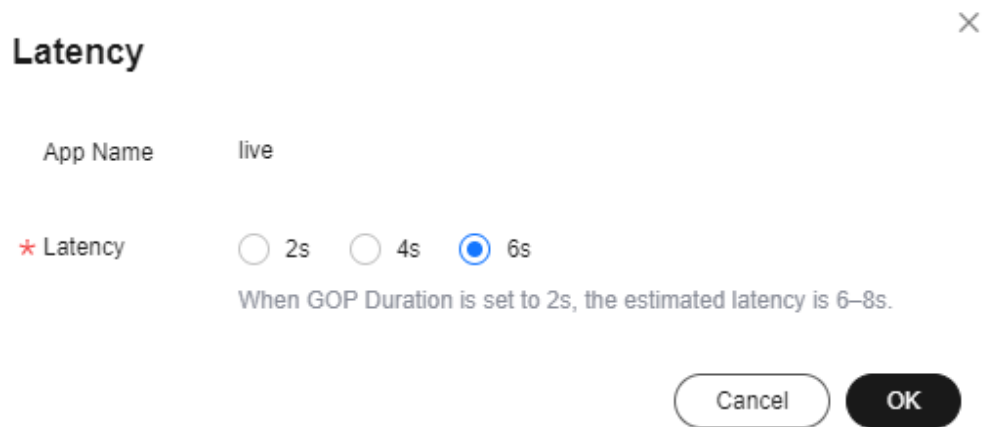 Latency
App Name live
* Latency 2s 4s 6s
When GOP Duration is set to 2s, the estimated latency is 6–8s.
Cancel OK